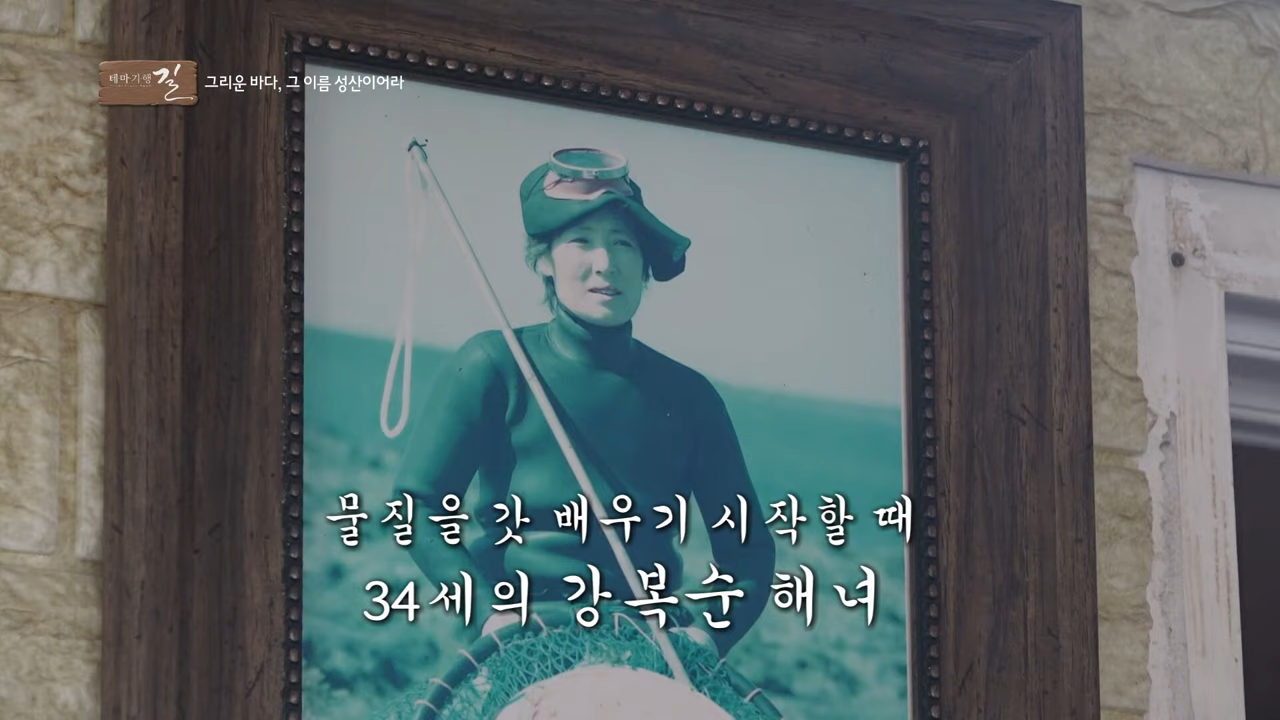 테마기행 길
그리운 바다, 그 이름 성산이어라
물질을 갓 배우기 시작할 때
34세의 강복순 해녀